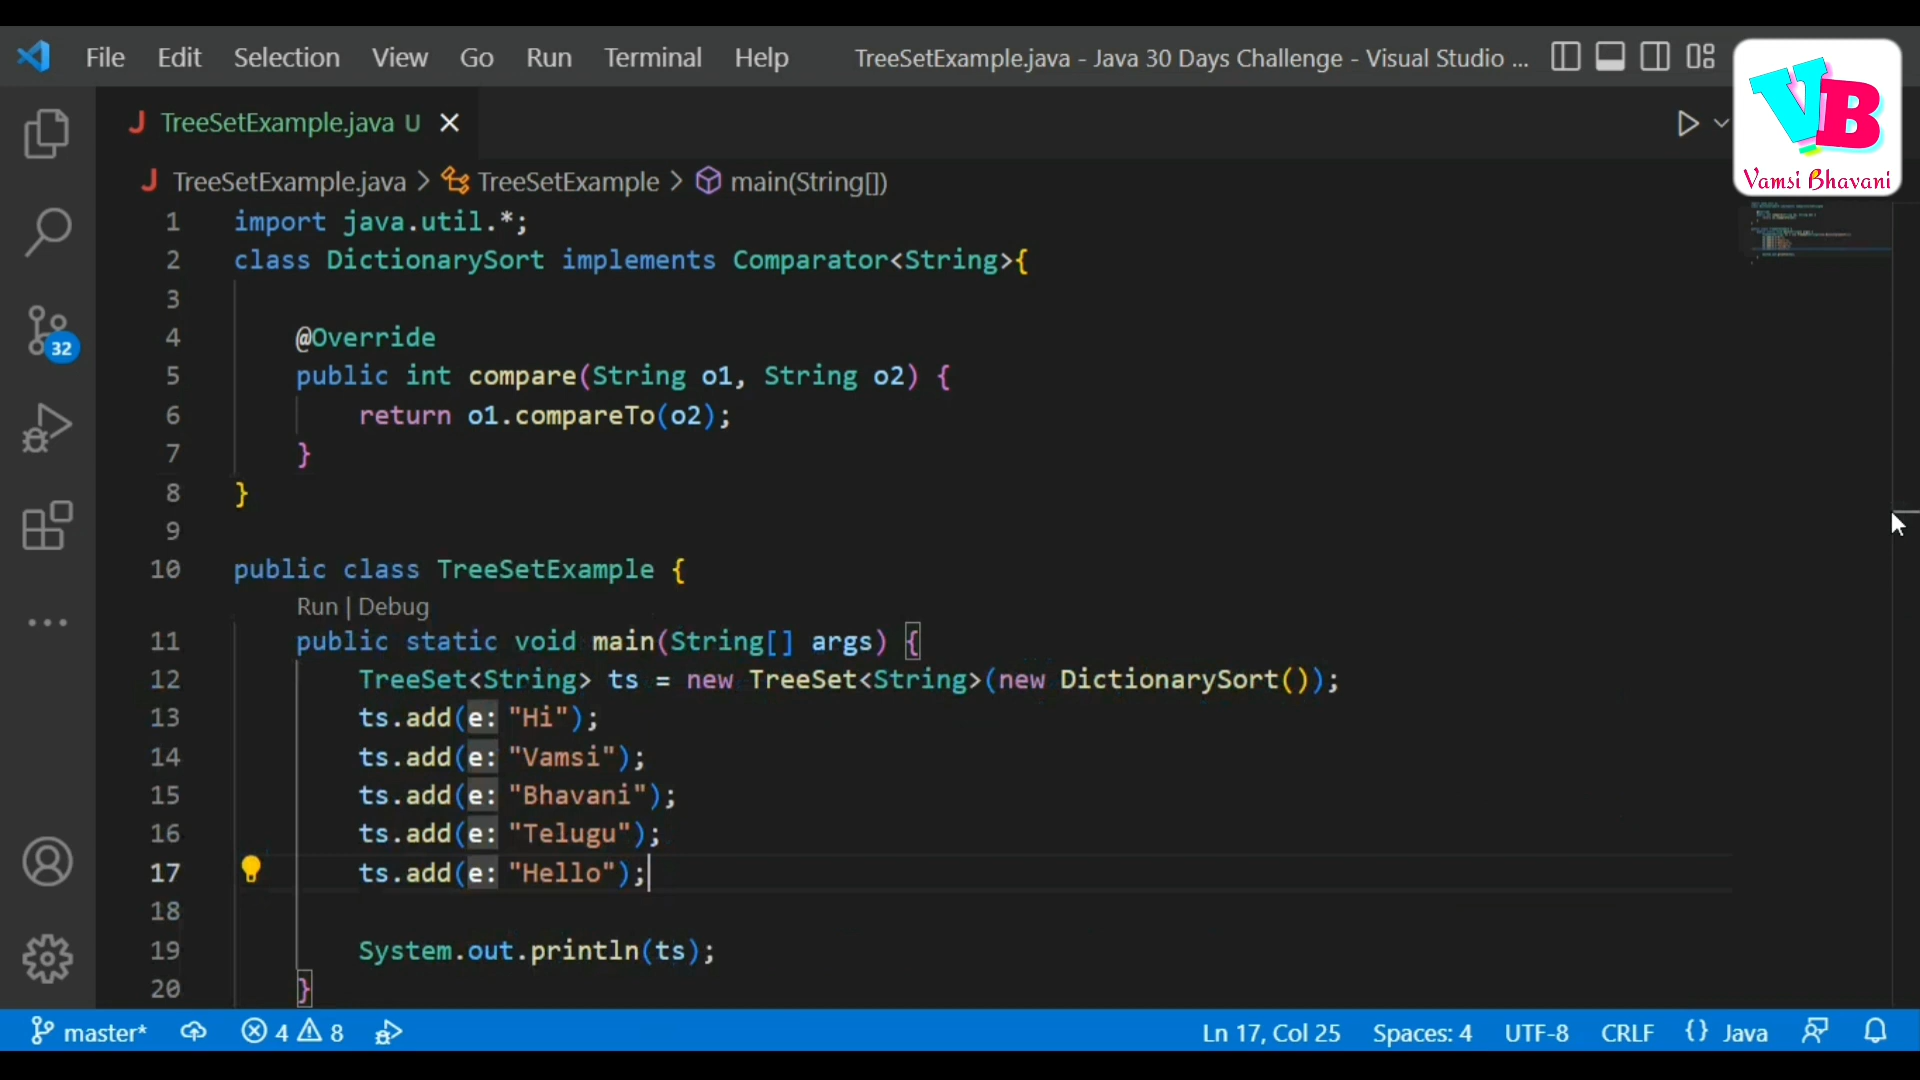 File Edit Selection View Go Run Terminal Help TreeSetExample.java - Java 30 Days Challenge - Visual Studio ...
VB
Vamsi Bhavani
J TreeSetExample.java U
J TreeSetExample.java > TreeSetExample > main(String[])
1 import java.util.*;
2 class DictionarySort implements Comparator<String>{
3
4 @Override
5 public int compare(String o1, String o2) {
6 return o1.compareTo(o2);
7 }
8 }
9
10 public class TreeSetExample {
Run | Debug
11 public static void main(String[] args) {
12 TreeSet<String> ts = new TreeSet<String>(new DictionarySort());
13 ts.add(e: "Hi");
14 ts.add(e: "Vamsi");
15 ts.add(e: "Bhavani");
16 ts.add(e: "Telugu");
17 ts.add(e: "Hello");
18
19 System.out.println(ts);
20 }
32
master* 4 8 Ln 17, Col 25 Spaces: 4 UTF-8 CRLF {} Java